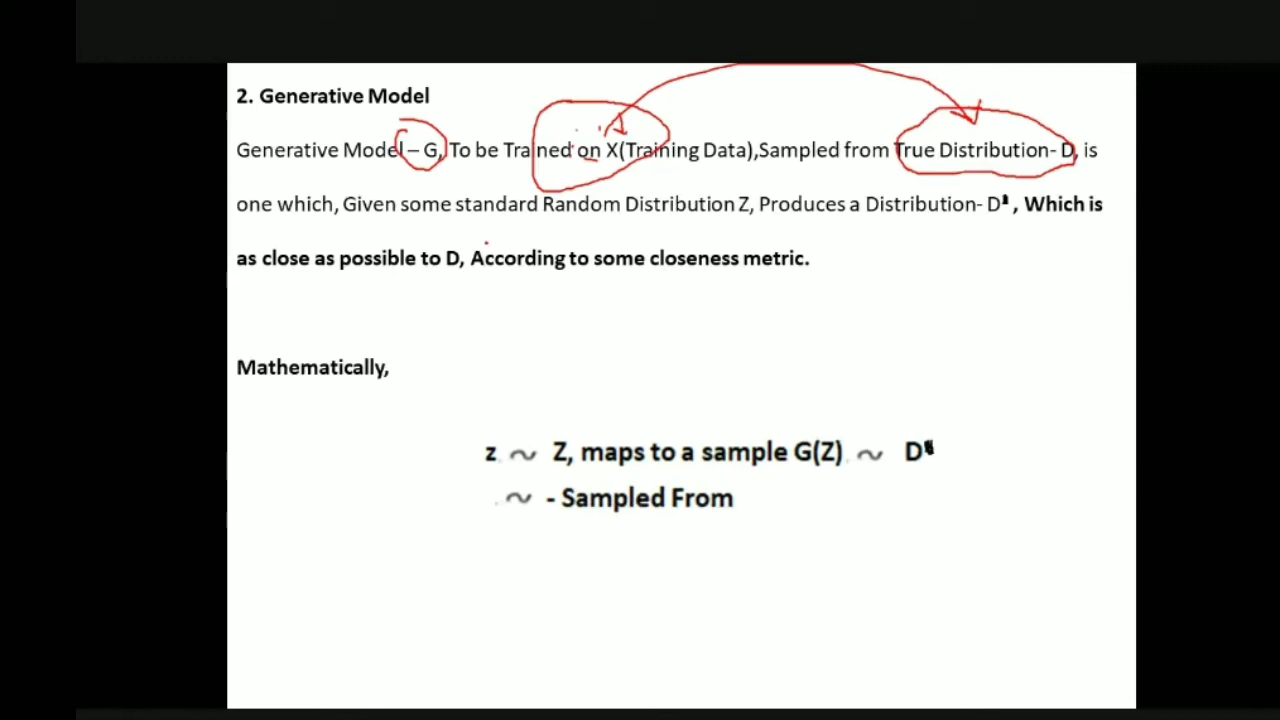 2. Generative Model
Generative Model – G, To be Trained on X(Training Data),Sampled from True Distribution- D, is
one which, Given some standard Random Distribution Z, Produces a Distribution- D' , Which is
as close as possible to D, According to some closeness metric.
Mathematically,
z ~ Z, maps to a sample G(Z) ~ D'
~ - Sampled From